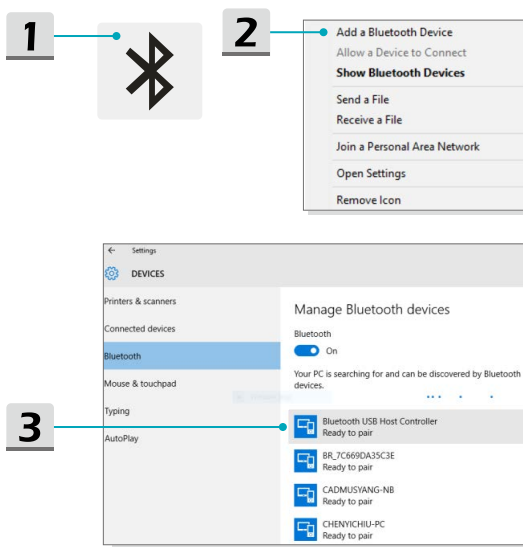 1
2
Add a Bluetooth Device
Allow a Device to Connect
Show Bluetooth Devices
Send a File
Receive a File
Join a Personal Area Network
Open Settings
Remove Icon
← Settings
DEVICES
Printers & scanners
Connected devices
Bluetooth
Mouse & touchpad
Typing
AutoPlay
Manage Bluetooth devices
Bluetooth
On
Your PC is searching for and can be discovered by Bluetooth
devices.
3
Bluetooth USB Host Controller
Ready to pair
BR_7C669DA35C3E
Ready to pair
CADMUSYANG-NB
Ready to pair
CHENYICHIU-PC
Ready to pair